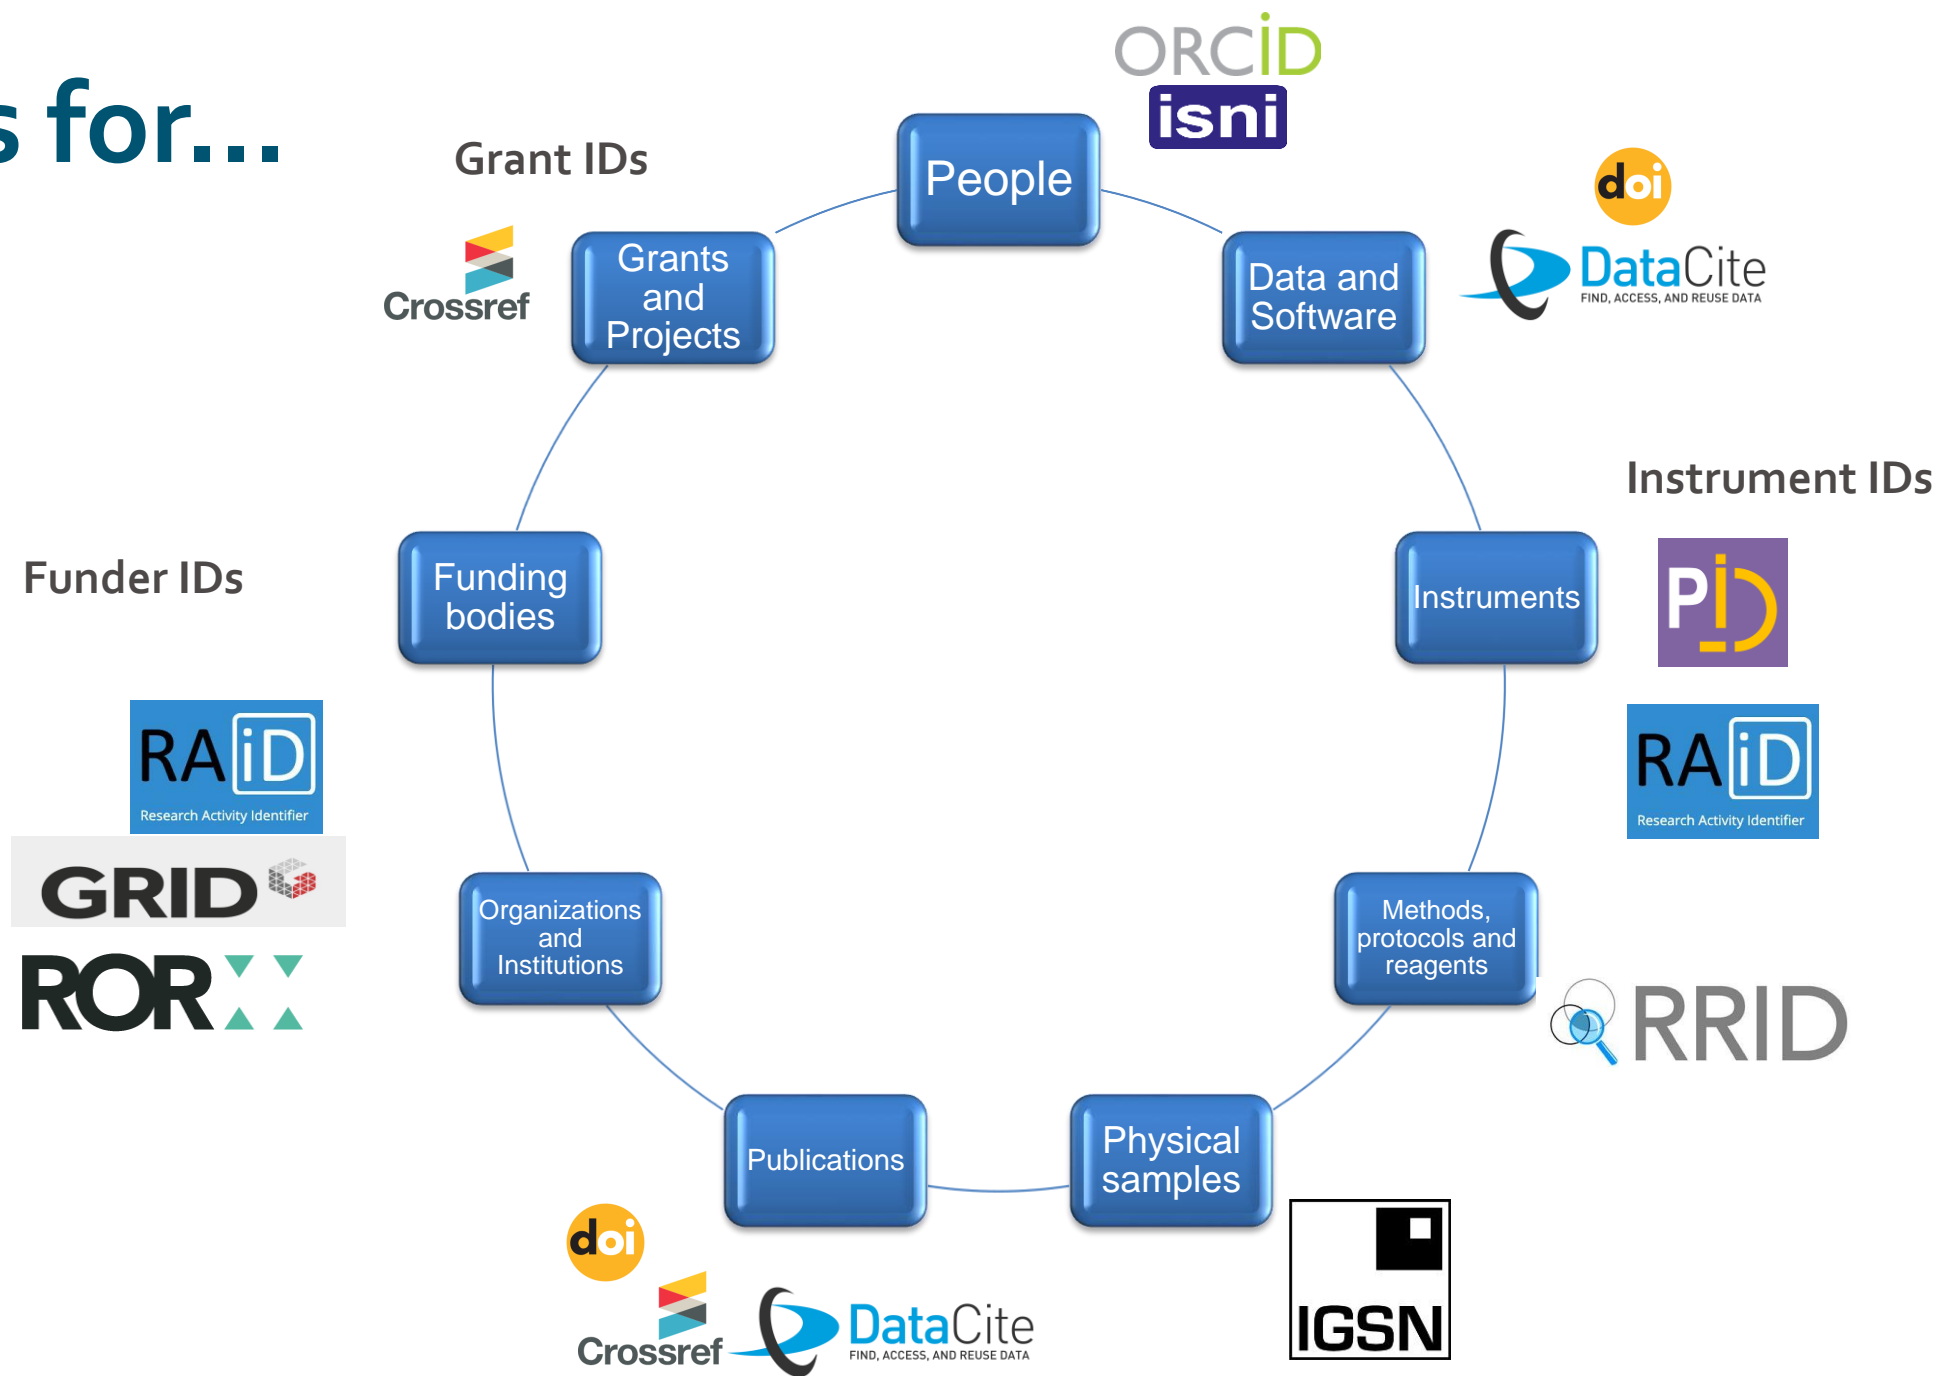 s for...
ORCiD
isni
People
Grant IDs
Crossref
Grants
and
Projects
doi
DataCite
FIND, ACCESS, AND REUSE DATA
Data and
Software
Instrument IDs
PiD
Instruments
Funder IDs
Funding
bodies
RAiD
Research Activity Identifier
RAiD
Research Activity Identifier
GRID
ROR
Organizations
and
Institutions
Methods,
protocols and
reagents
RRID
Publications
Physical
samples
doi
Crossref
DataCite
FIND, ACCESS, AND REUSE DATA
IGSN